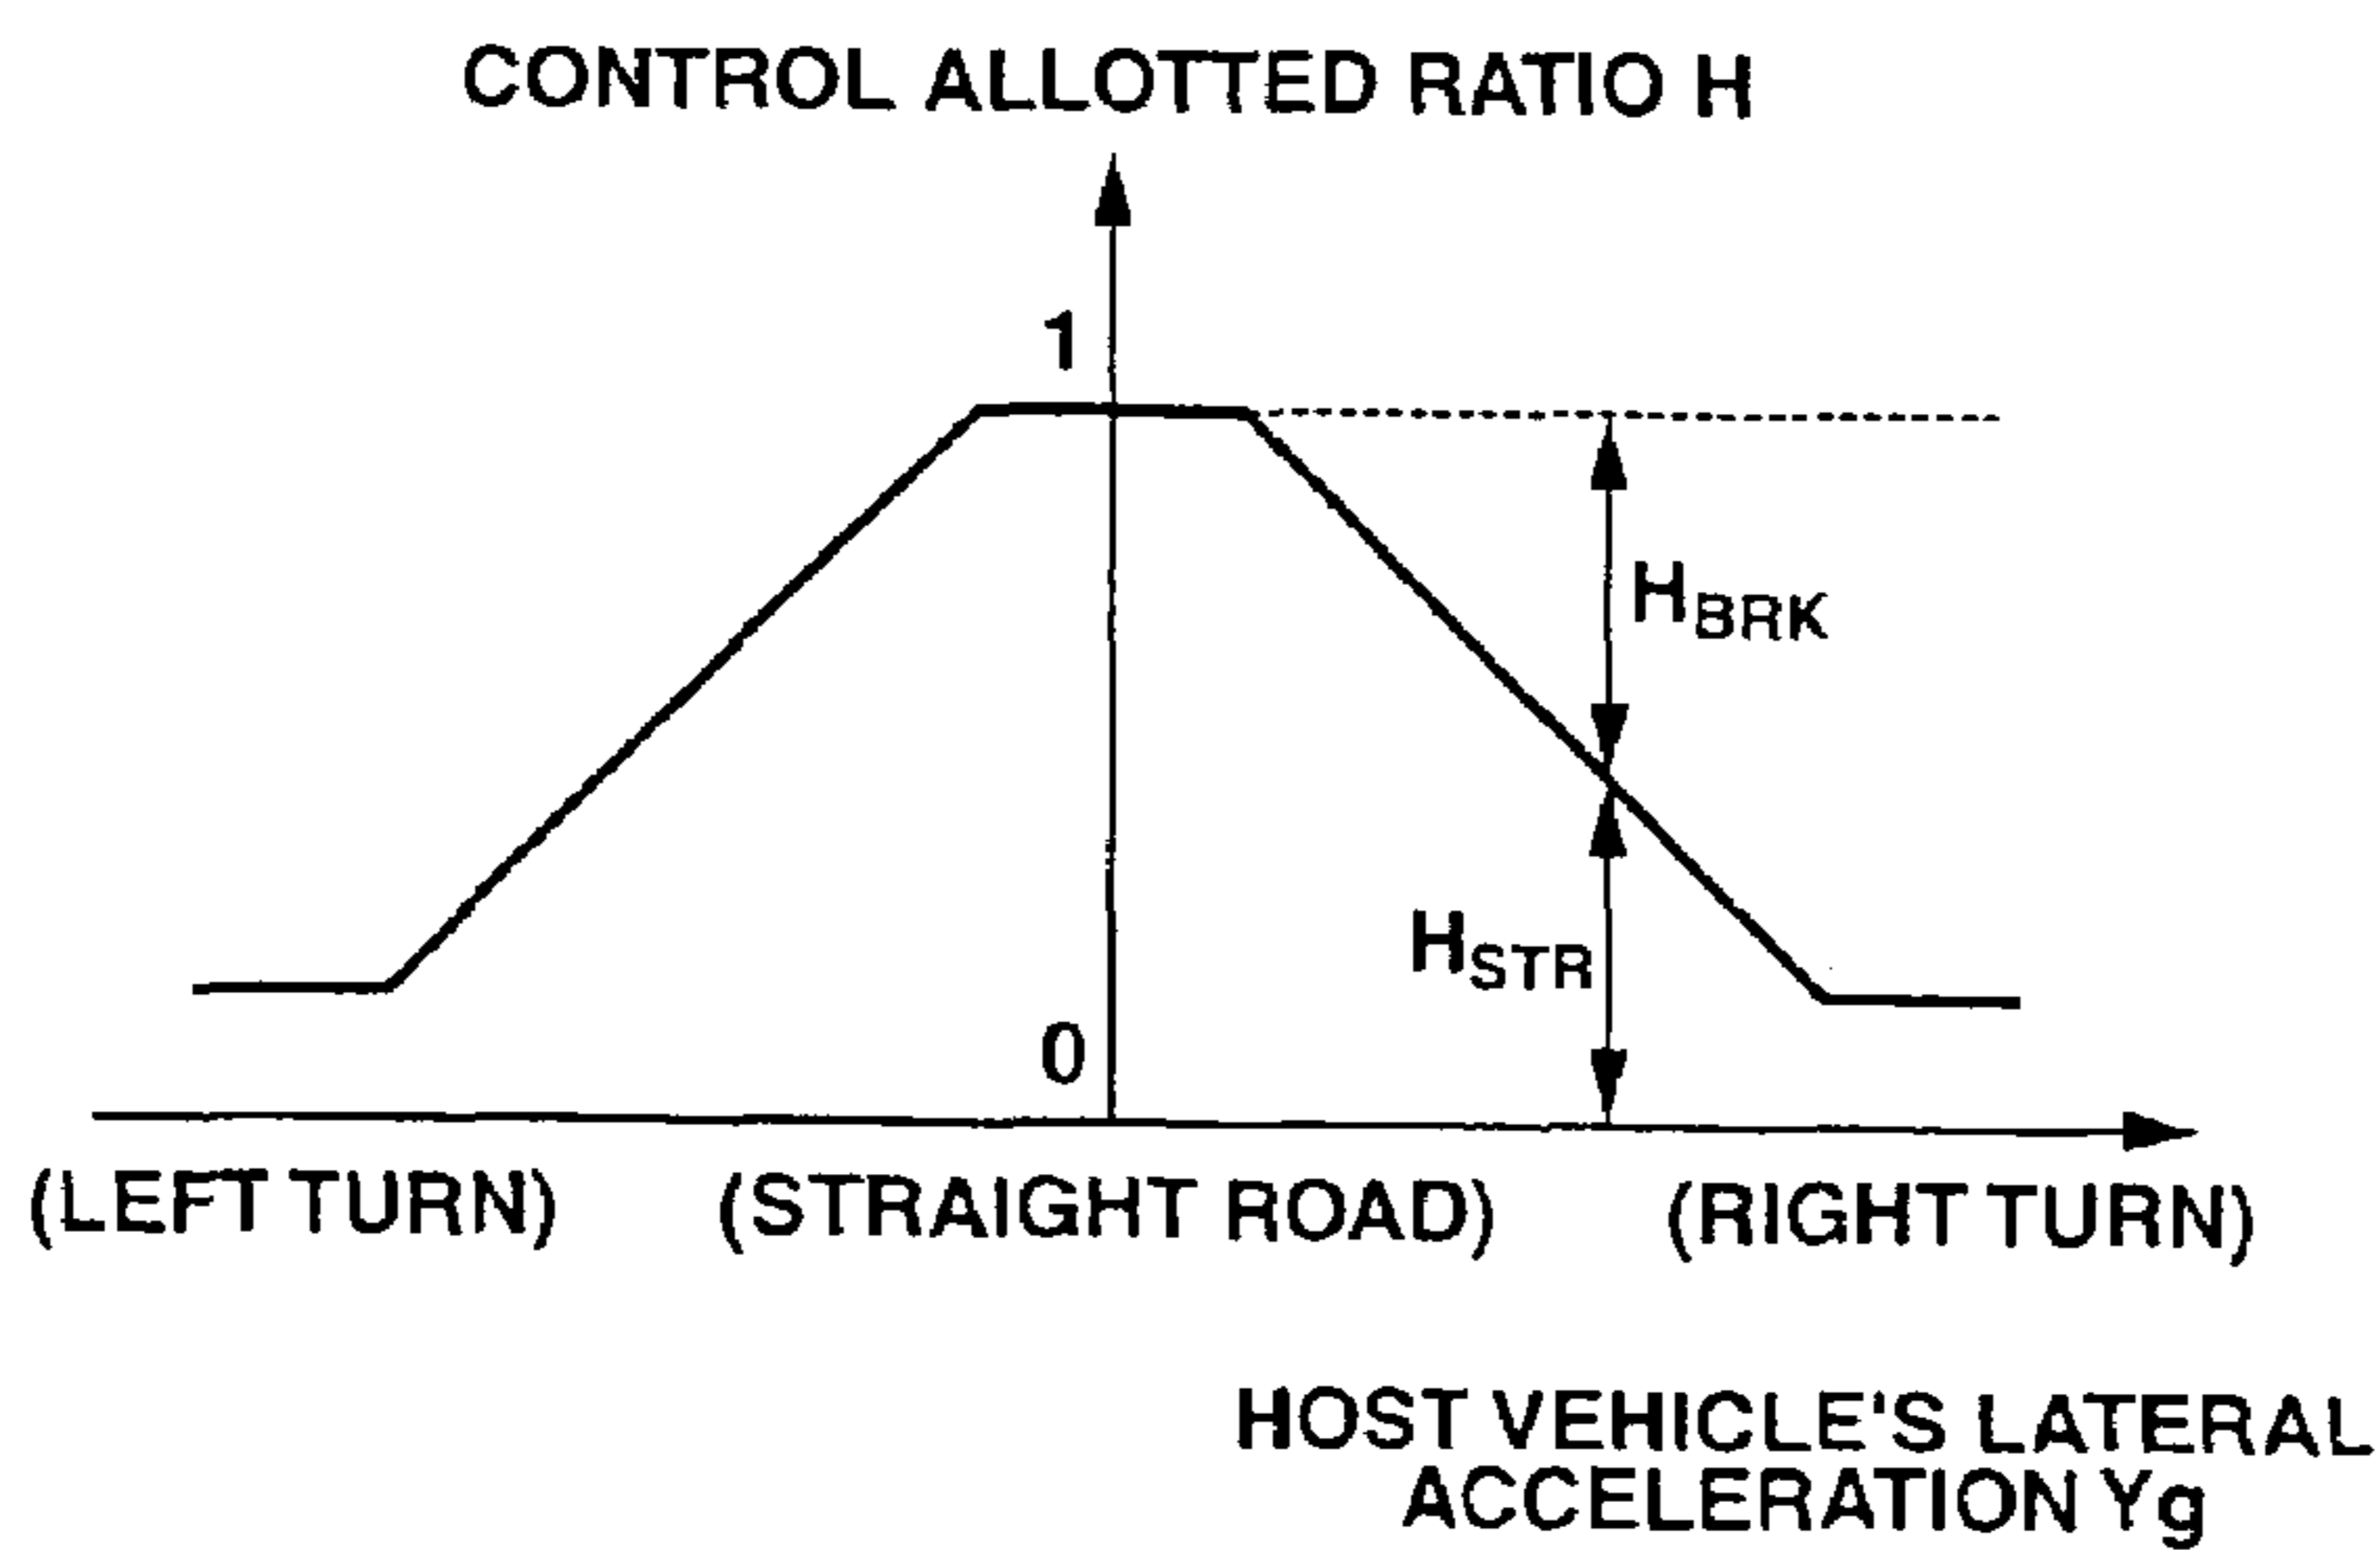 CONTROL ALLOTTED RATIO H
1
HBRK
HSTR
0
(LEFT TURN) (STRAIGHT ROAD) (RIGHT TURN)
HOST VEHICLE'S LATERAL
ACCELERATION Yg